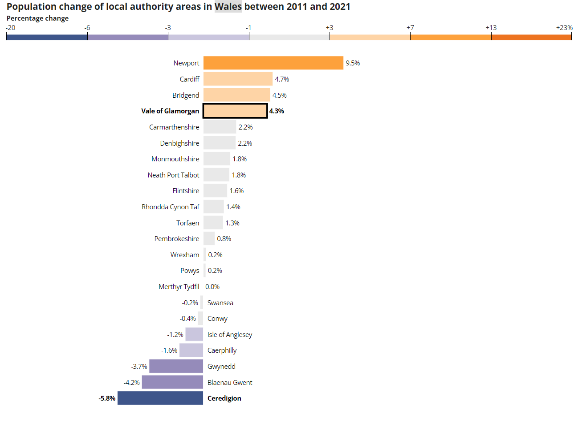 Population change of local authority areas in Wales between 2011 and 2021
Percentage change
-20 -6 -3 -1 +3 +7 +13 +23%
Newport 9.5%
Cardiff 4.7%
Bridgend 4.5%
Vale of Glamorgan 4.3%
Carmarthenshire 2.2%
Denbighshire 2.2%
Monmouthshire 1.8%
Neath Port Talbot 1.8%
Flintshire 1.6%
Rhondda Cynon Taf 1.4%
Torfaen 1.3%
Pembrokeshire 0.8%
Wrexham 0.2%
Powys 0.2%
Merthyr Tydfil 0.0%
-0.2% Swansea
-0.4% Conwy
-1.2% Isle of Anglesey
-1.6% Caerphilly
-3.7% Gwynedd
-4.2% Blaenau Gwent
-5.8% Ceredigion